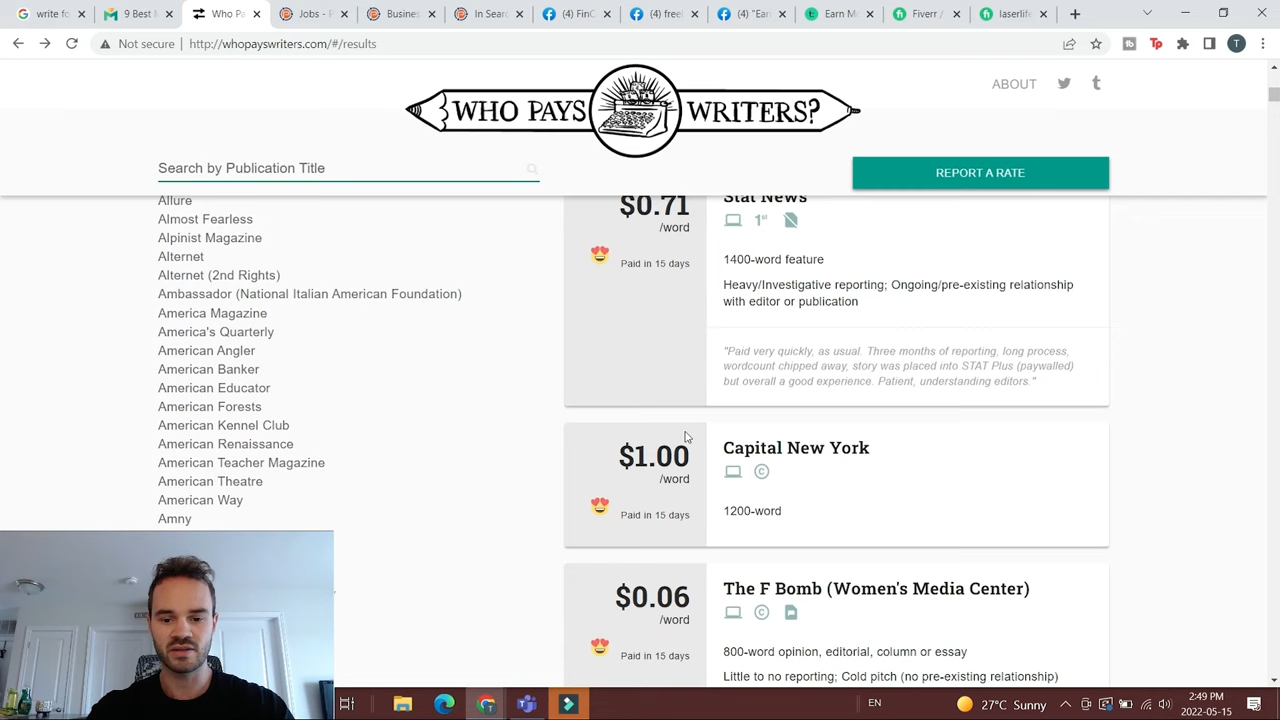 write fo
9 Best M
Who Pa
Jobs - P
Busines
In Searc
(4) FinC
(4) freel
(4) "Ear
Earn Mo
Fiverr /
laserlife
Not secure
http://whopayswriters.com/#/results
T
WHO PAYS WRITERS?
ABOUT
Search by Publication Title
REPORT A RATE
Allure
Almost Fearless
Alpinist Magazine
Alternet
Alternet (2nd Rights)
Ambassador (National Italian American Foundation)
America Magazine
America's Quarterly
American Angler
American Banker
American Educator
American Forests
American Kennel Club
American Renaissance
American Teacher Magazine
American Theatre
American Way
Amny
$0.71
/word
Paid in 15 days
Stat News
1st
1400-word feature
Heavy/Investigative reporting; Ongoing/pre-existing relationship
with editor or publication
"Paid very quickly, as usual. Three months of reporting, long process,
wordcount chipped away, story was placed into STAT Plus (paywalled)
but overall a good experience. Patient, understanding editors."
$1.00
/word
Paid in 15 days
Capital New York
1200-word
$0.06
/word
Paid in 15 days
The F Bomb (Women's Media Center)
800-word opinion, editorial, column or essay
Little to no reporting; Cold pitch (no pre-existing relationship)
EN
27°C Sunny
2:49 PM
2022-05-15